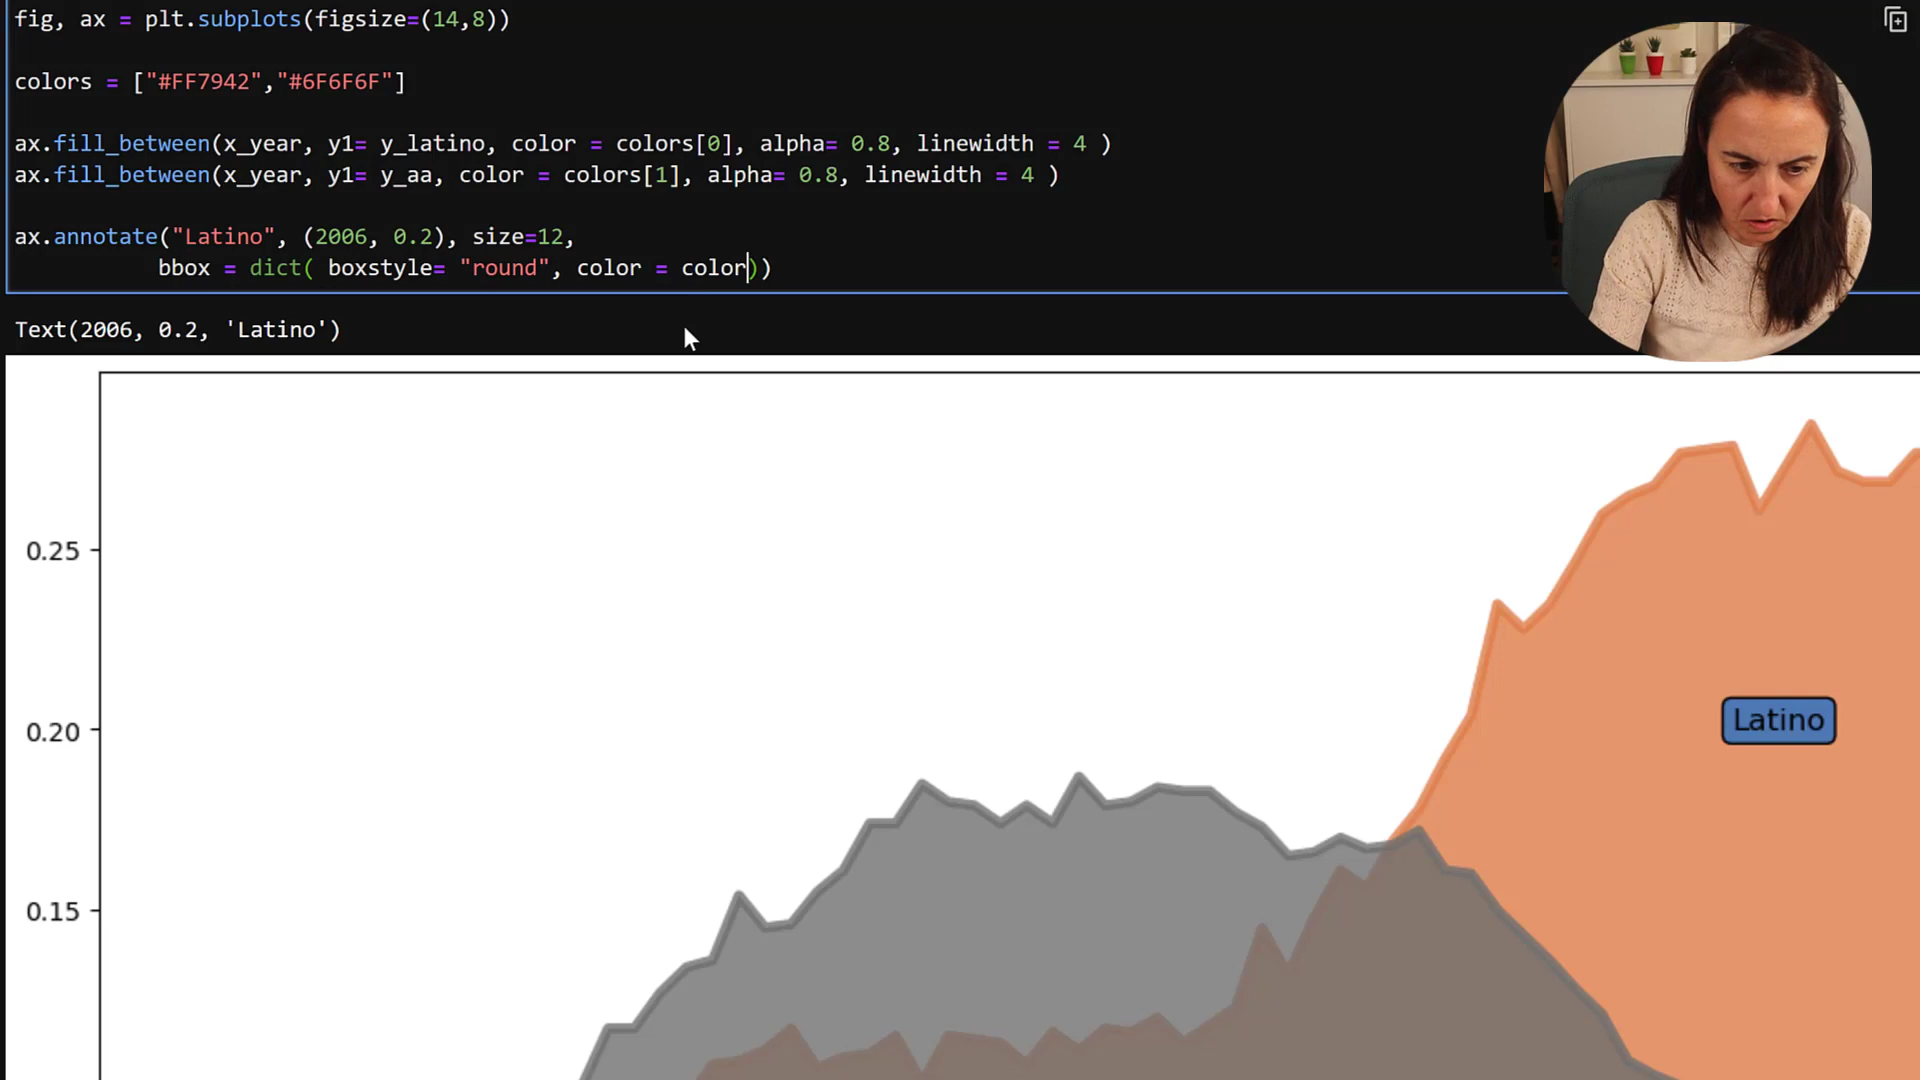 fig, ax = plt.subplots(figsize=(14,8))
colors = ["#FF7942","#6F6F6F"]
ax.fill_between(x_year, y1= y_latino, color = colors[0], alpha= 0.8, linewidth = 4 )
ax.fill_between(x_year, y1= y_aa, color = colors[1], alpha= 0.8, linewidth = 4 )
ax.annotate("Latino", (2006, 0.2), size=12,
bbox = dict( boxstyle= "round", color = color))
Text(2006, 0.2, 'Latino')
0.25
0.20
Latino
0.15